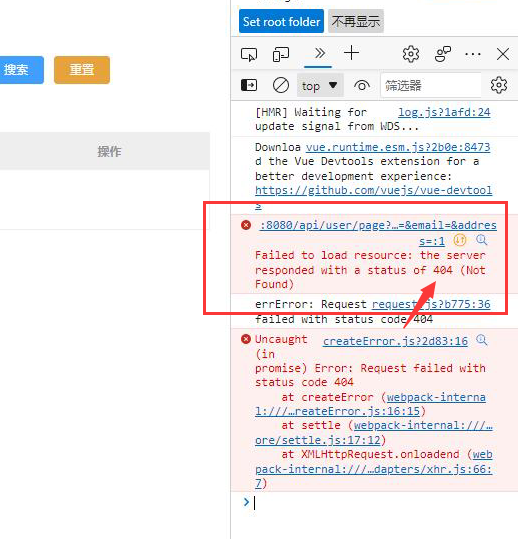 Set root folder 不再显示
搜索 重置
top 筛选器
操作
[HMR] Waiting for log.js?1afd:24
update signal from WDS...
Downloa vue.runtime.esm.js?2b0e:8473
d the Vue Devtools extension for a
better development experience:
https://github.com/vuejs/vue-devtool
s
:8080/api/user/page?…=&email=&addres
s=:1
Failed to load resource: the server
responded with a status of 404 (Not
Found)
errError: Request request.js?b775:36
failed with status code 404
Uncaught createError.js?2d83:16
(in
promise) Error: Request failed with
status code 404
at createError (webpack-interna
l:///…reateError.js:16:15)
at settle (webpack-internal:///…
ore/settle.js:17:12)
at XMLHttpRequest.onloadend (web
pack-internal:///…dapters/xhr.js:66:
7)